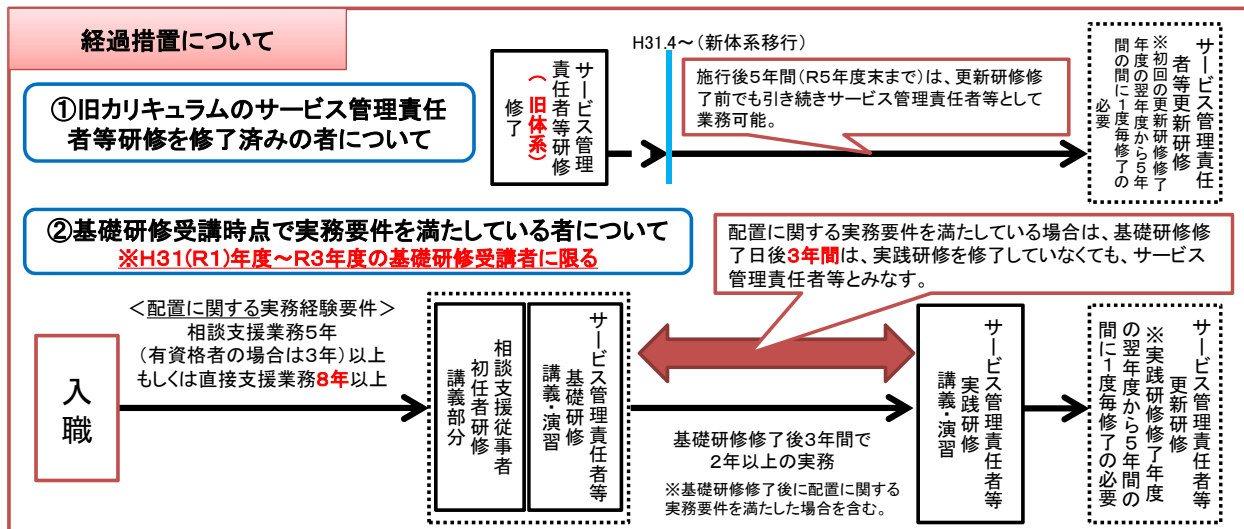 経過措置について
H31.4～（新体系移行）
①旧カリキュラムのサービス管理責任
者等研修を修了済みの者について
サービス管理
責任者等研修
（旧体系）
修了
施行後5年間（R5年度末まで）は、更新研修修
了前でも引き続きサービス管理責任者等として
業務可能。
サービス管理責任
者等更新研修
※初回の更新研修修了
年度の翌年度から5年
間の間に1度毎修了の
必要
②基礎研修受講時点で実務要件を満たしている者について
※H31(R1)年度～R3年度の基礎研修受講者に限る
配置に関する実務要件を満たしている場合は、基礎研修修
了日後3年間は、実践研修を修了していなくても、サービス
管理責任者等とみなす。
入職
＜配置に関する実務経験要件＞
相談支援業務5年
(有資格者の場合は3年)以上
もしくは直接支援業務8年以上
相談支援従事者
初任者研修
講義部分
サービス管理責任者等
基礎研修
講義・演習
基礎研修修了後3年間で
2年以上の実務
※基礎研修修了後に配置に関する
実務要件を満たした場合を含む。
サービス管理責任者等
実践研修
講義・演習
サービス管理責任者等
更新研修
※実践研修修了年度
の翌年度から5年間の
間に1度毎修了の必要